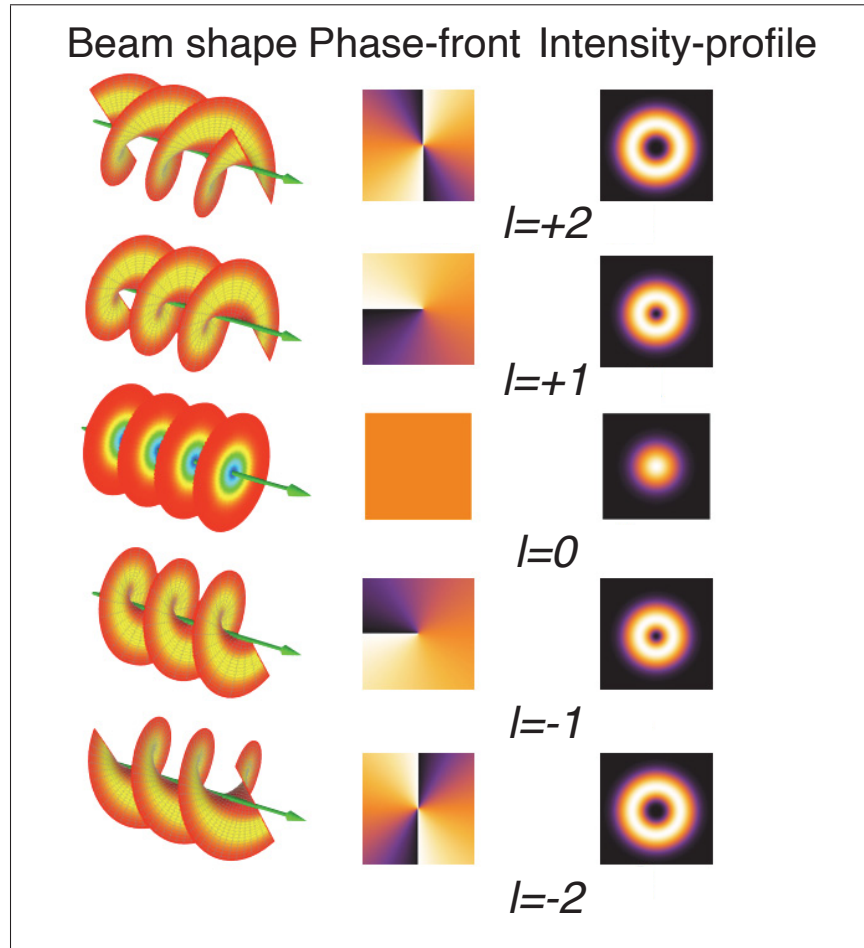 Beam shape Phase-front Intensity-profile
l=+2
l=+1
l=0
l=-1
l=-2